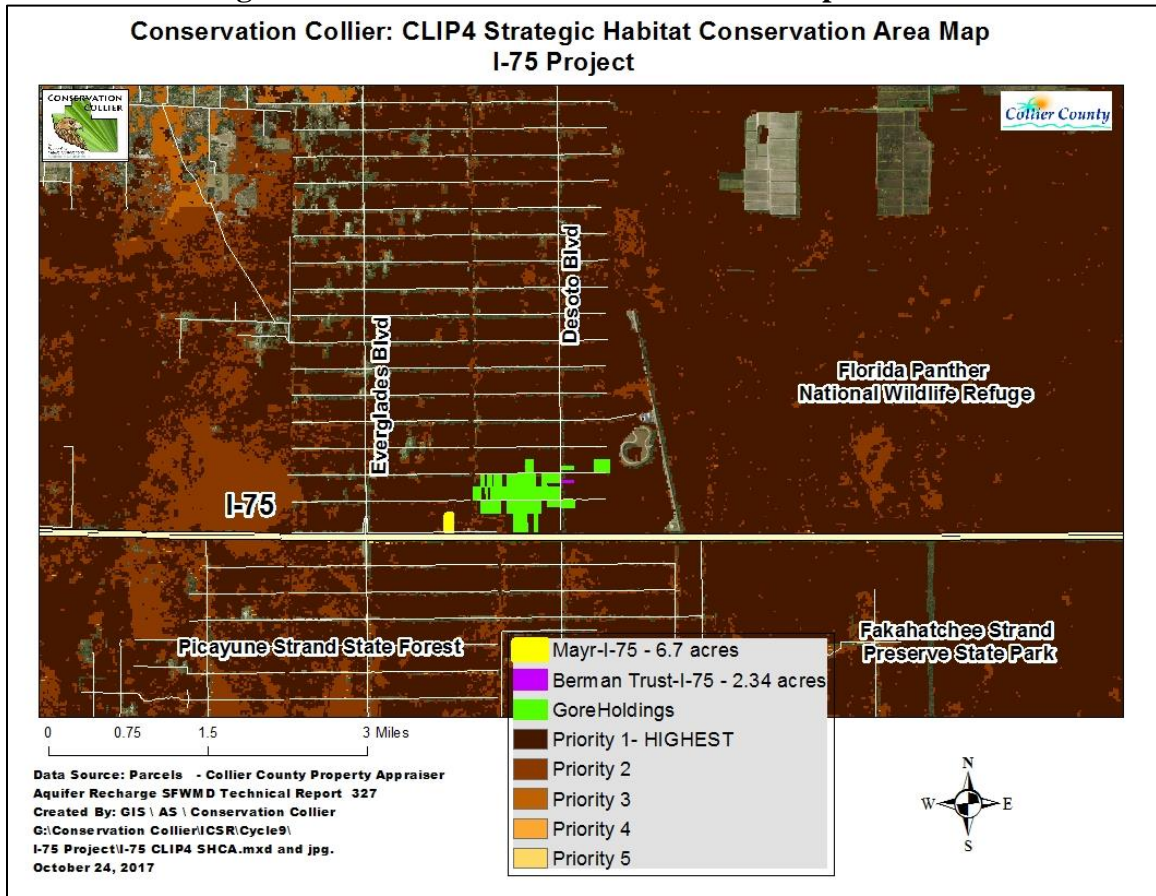 Conservation Collier: CLIP4 Strategic Habitat Conservation Area Map
I-75 Project
CONSERVATION
COLLIER
Collier County
Everglades Blvd
Desoto Blvd
Florida Panther
National Wildlife Refuge
I-75
Picayune Strand State Forest
Fakahatchee Strand
Preserve State Park
Mayr-I-75 - 6.7 acres
Berman Trust-I-75 - 2.34 acres
GoreHoldings
Priority 1- HIGHEST
Priority 2
Priority 3
Priority 4
Priority 5
0 0.75 1.5 3 Miles
Data Source: Parcels - Collier County Property Appraiser
Aquifer Recharge SFWMD Technical Report 327
Created By: GIS \ AS \ Conservation Collier
G:\Conservation Collier\ICSR\Cycle9\
I-75 Project\I-75 CLIP4 SHCA.mxd and jpg.
October 24, 2017
N
W E
S